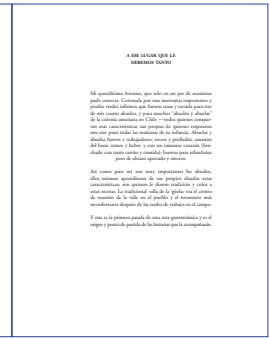 A ESE LUGAR QUE LE
DEBEMOS TANTO
Mi queridísima Asturias, que solo en un par de ocasiones
pude conocer. Coronada por esas montañas imponentes y
prados verdes infinitos que fueron cuna y escuela para tres
de mis cuatro abuelos, y para muchos "abuelos y abuelas"
de la colonia asturiana en Chile —todos quienes compar-
ten esas características tan propias de quienes respiraron
este aire puro todas las mañanas de su infancia. Abuelos y
abuelas fuertes y trabajadores, tercos y porfiados, amantes
del buen comer y beber, y con un inmenso corazón (hin-
chado con tanto cariño y comida); buenos para refunfuñar
pero de abrazo apretado y sincero.
Así como para mí son muy importantes los abuelos,
ellos mismos aprendieron de sus propios abuelos estas
características; son quienes le dieron tradición y color a
estas recetas. La tradicional «olla de la 'güela» era el centro
de reunión de la vida en el pueblo y el momento más
reconfortante después de las tardes de trabajo en el campo.
Y esta es la primera parada de esta ruta gastronómica y es el
origen y punto de partida de las historias que la acompañarán.